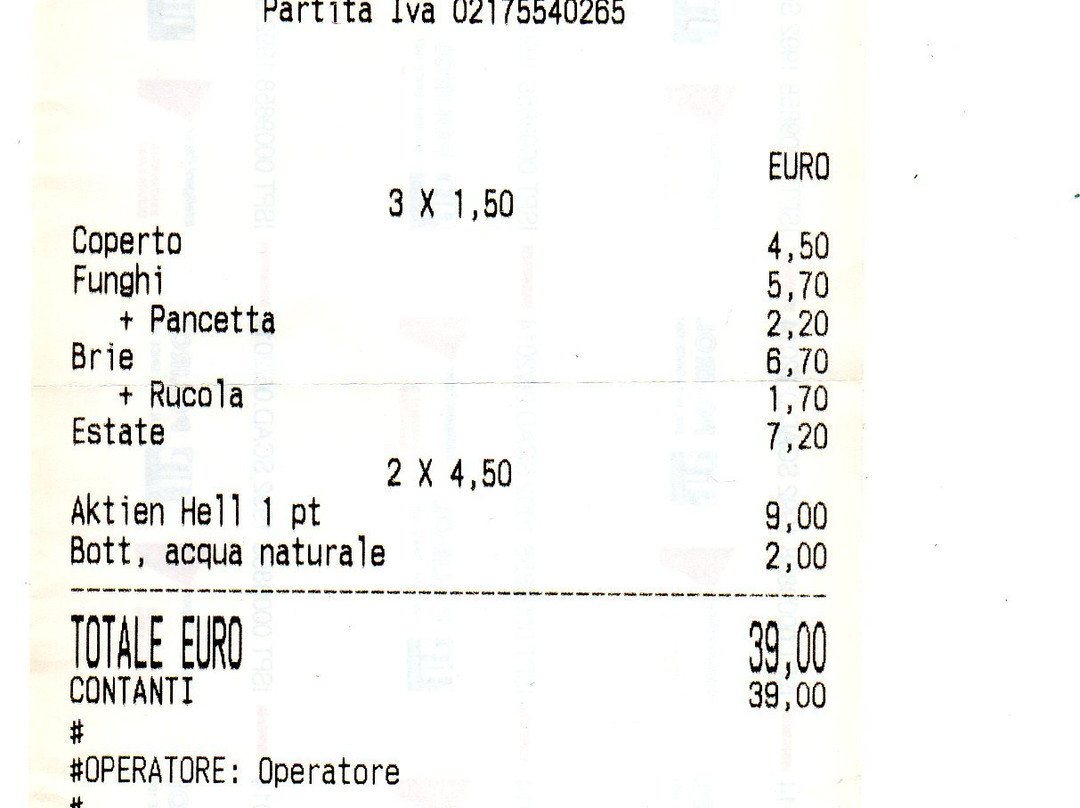 Partita Iva 02175540265
EURO
3 X 1,50
Coperto 4,50
Funghi 5,70
+ Pancetta 2,20
Brie 6,70
+ Rucola 1,70
Estate 7,20
2 X 4,50
Aktien Hell 1 pt 9,00
Bott, acqua naturale 2,00
TOTALE EURO 39,00
CONTANTI 39,00
#
#OPERATORE: Operatore
#